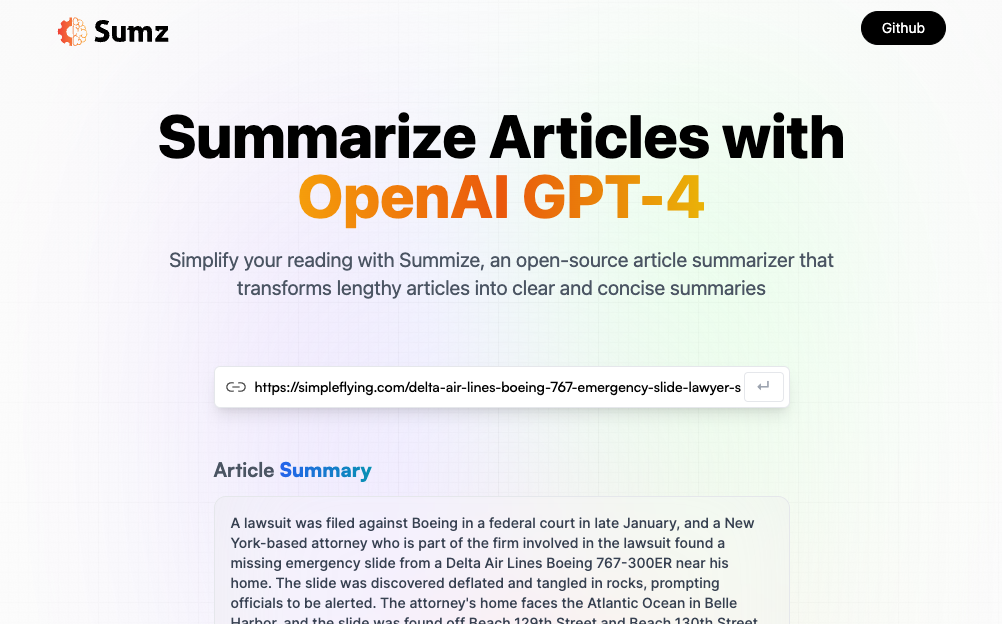 Sumz
Github
Summarize Articles with
OpenAI GPT-4
Simplify your reading with Summize, an open-source article summarizer that
transforms lengthy articles into clear and concise summaries
https://simpleflying.com/delta-air-lines-boeing-767-emergency-slide-lawyer-s
Article Summary
A lawsuit was filed against Boeing in a federal court in late January, and a New
York-based attorney who is part of the firm involved in the lawsuit found a
missing emergency slide from a Delta Air Lines Boeing 767-300ER near his
home. The slide was discovered deflated and tangled in rocks, prompting
officials to be alerted. The attorney's home faces the Atlantic Ocean in Belle
Harbor, and the slide was found off Beach 129th Street and Beach 130th Street